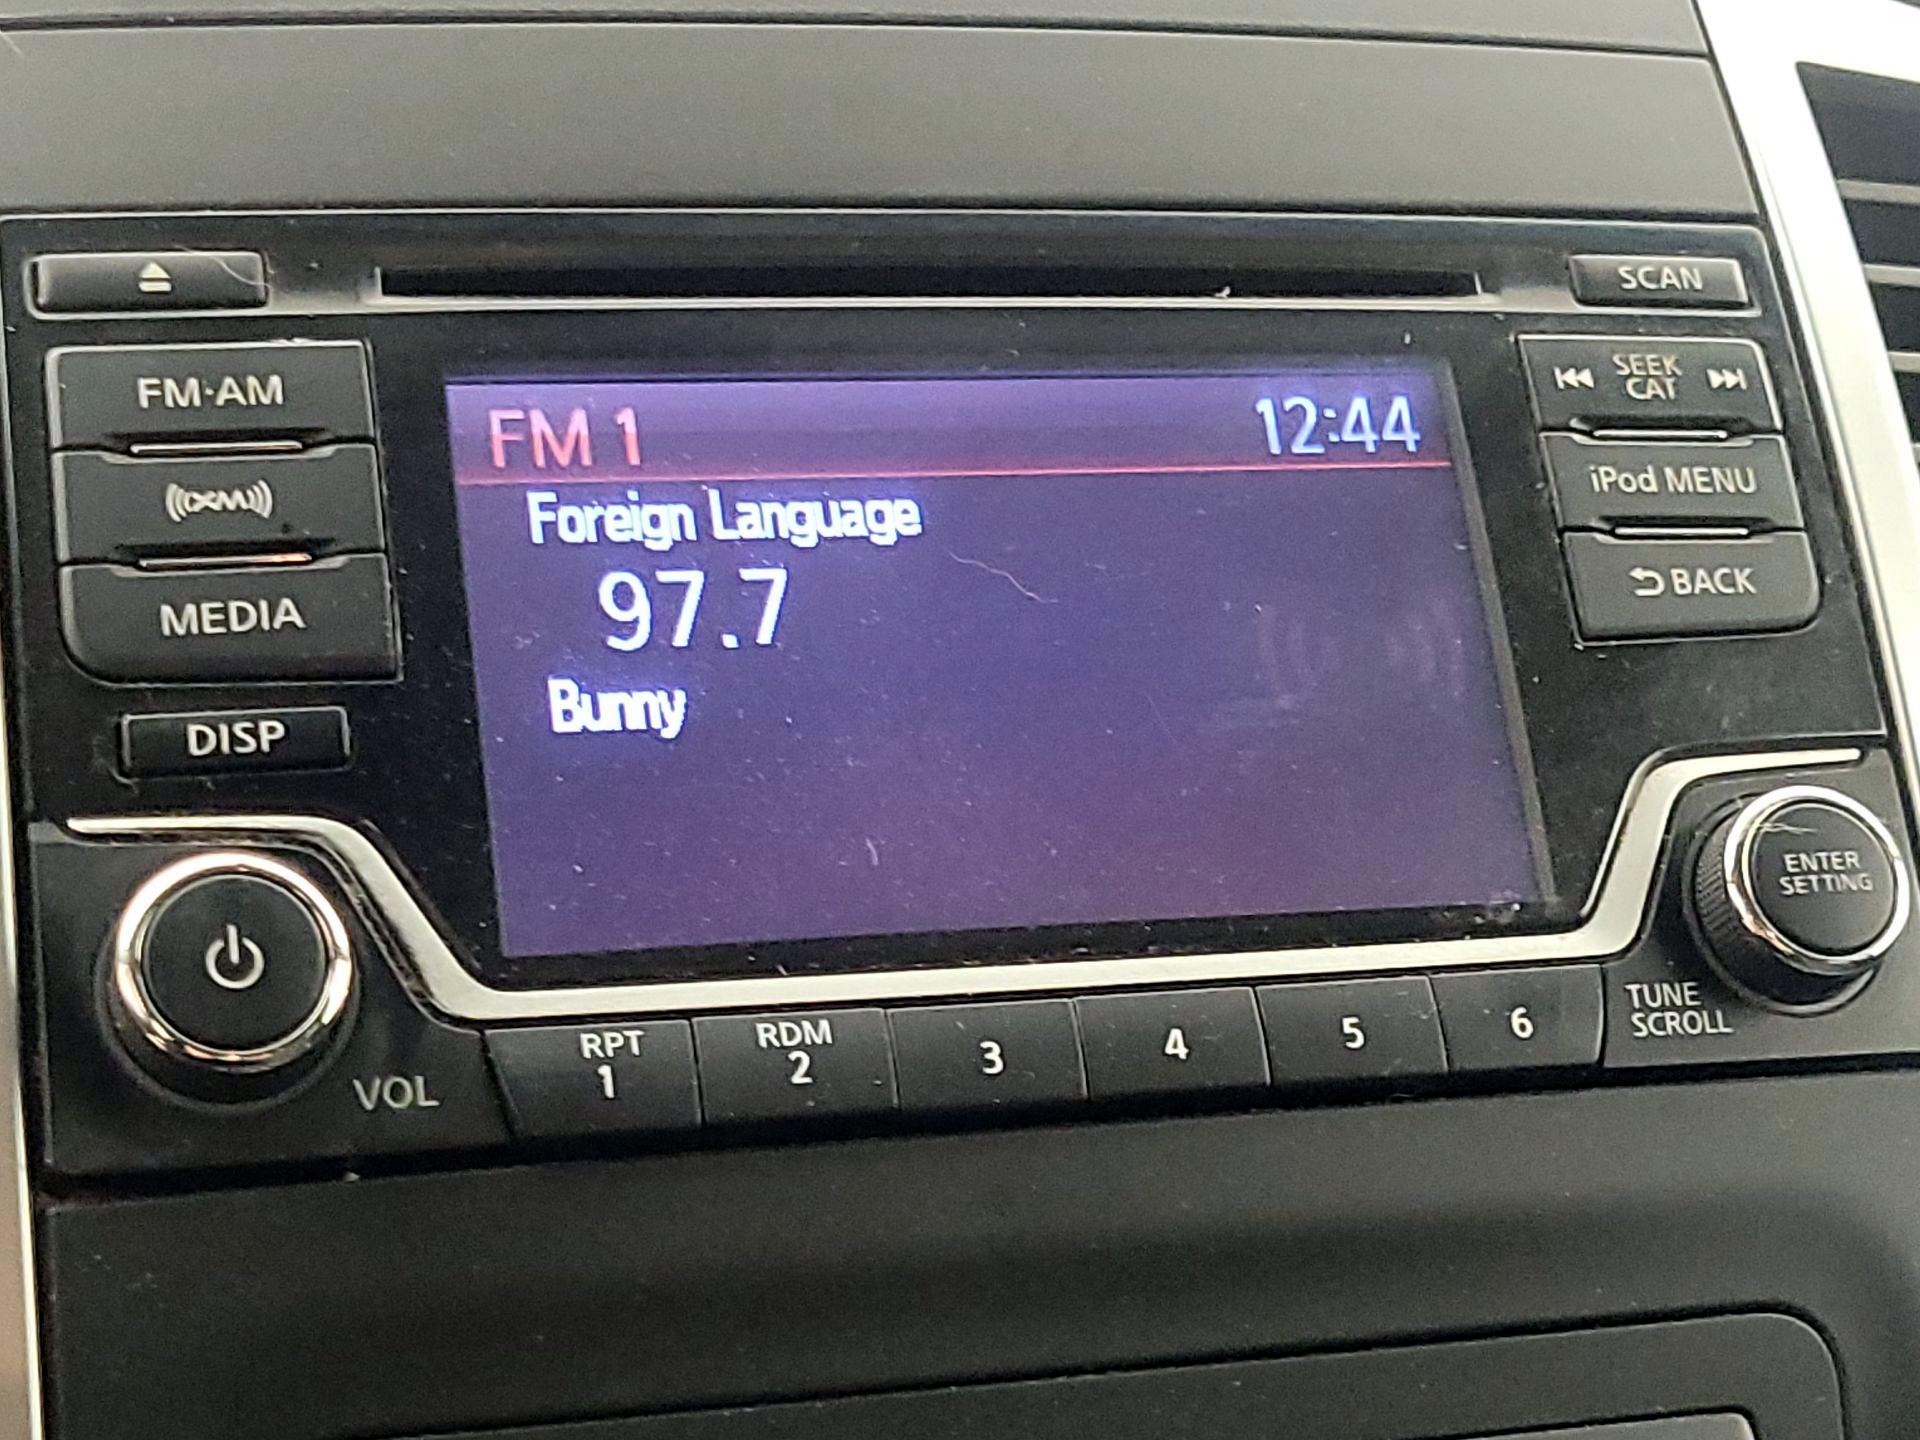 SCAN
FM·AM
SEEK
CAT
XM
iPod MENU
MEDIA
BACK
DISP
FM 1
12:44
Foreign Language
97.7
Bunny
ENTER
SETTING
TUNE
SCROLL
VOL
RPT
1
RDM
2
3
4
5
6